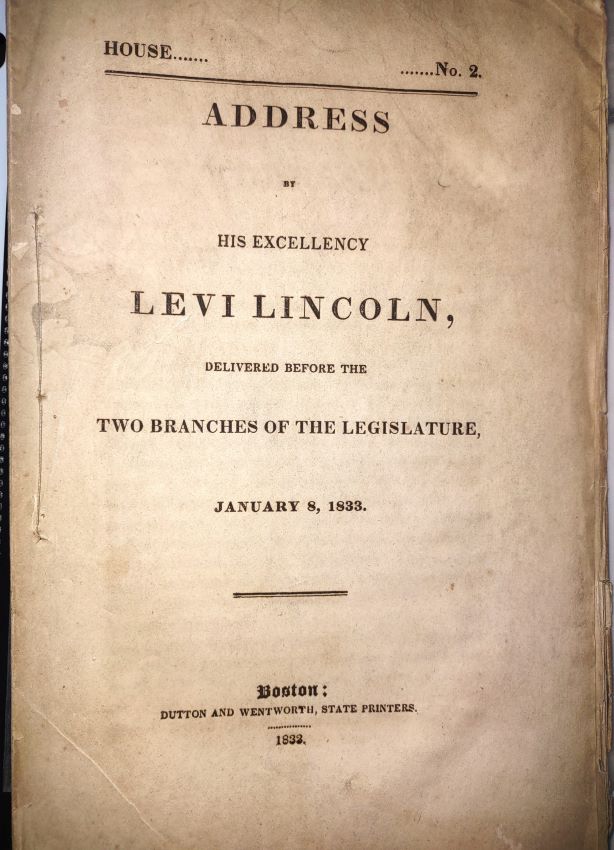 HOUSE.......
.......No. 2.
ADDRESS
BY
HIS EXCELLENCY
LEVI LINCOLN,
DELIVERED BEFORE THE
TWO BRANCHES OF THE LEGISLATURE,
JANUARY 8, 1833.
Boston:
DUTTON AND WENTWORTH, STATE PRINTERS.
1833.